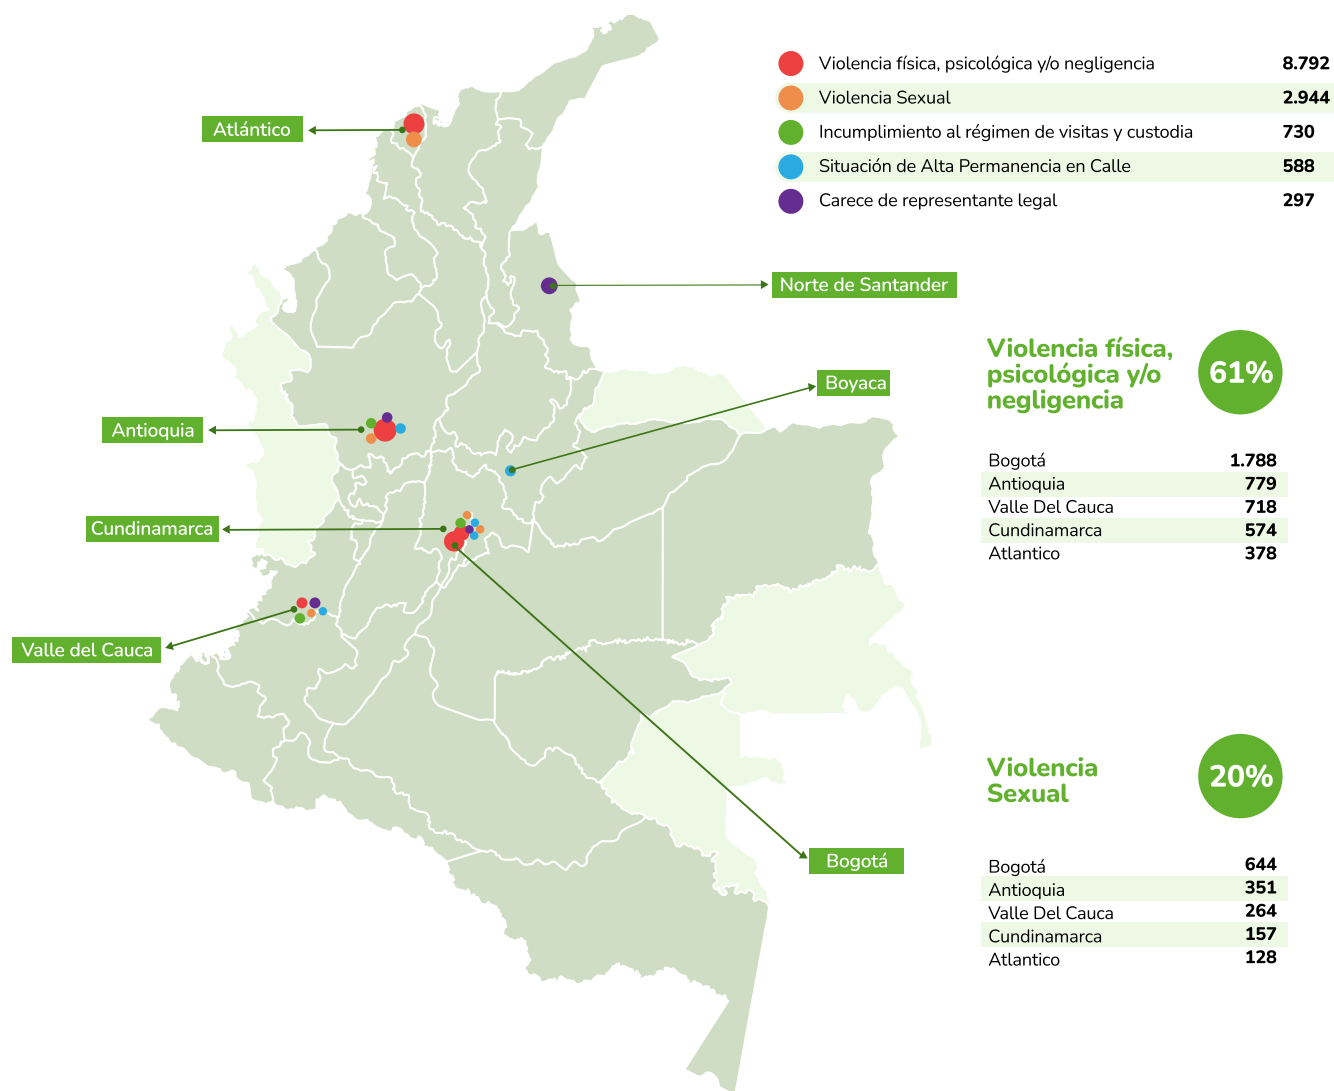 Violencia física, psicológica y/o negligencia 8.792
Violencia Sexual 2.944
Incumplimiento al régimen de visitas y custodia 730
Situación de Alta Permanencia en Calle 588
Carece de representante legal 297
Atlántico
Norte de Santander
Boyaca
Antioquia
Cundinamarca
Valle del Cauca
Bogotá
Violencia física,
psicológica y/o
negligencia
61%
Bogotá 1.788
Antioquia 779
Valle Del Cauca 718
Cundinamarca 574
Atlantico 378
Violencia
Sexual
20%
Bogotá 644
Antioquia 351
Valle Del Cauca 264
Cundinamarca 157
Atlantico 128